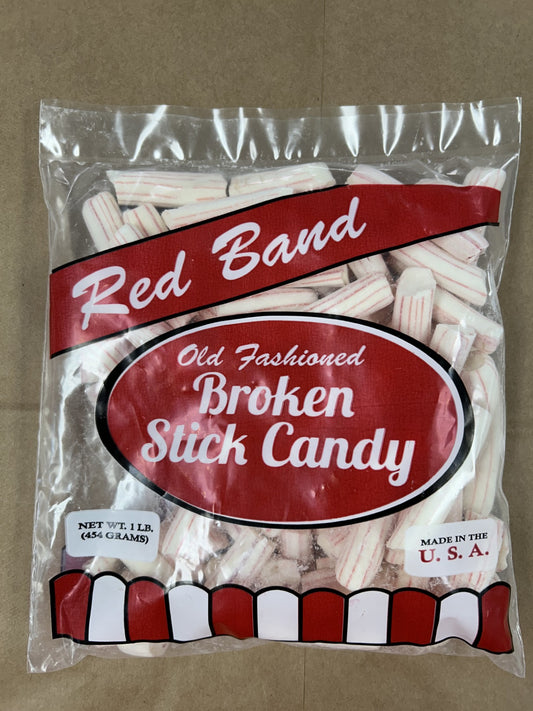 Red Band
Old Fashioned
Broken
Stick Candy
NET WT. 1 LB.
(454 GRAMS)
MADE IN THE
U. S. A.